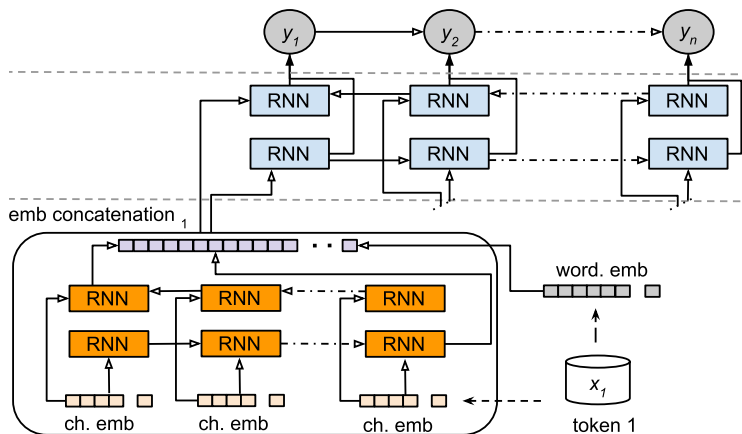 y1 y2 yn
RNN RNN RNN
RNN RNN RNN
emb concatenation 1
word. emb
RNN RNN RNN
RNN RNN RNN
x1
ch. emb ch. emb ch. emb
token 1